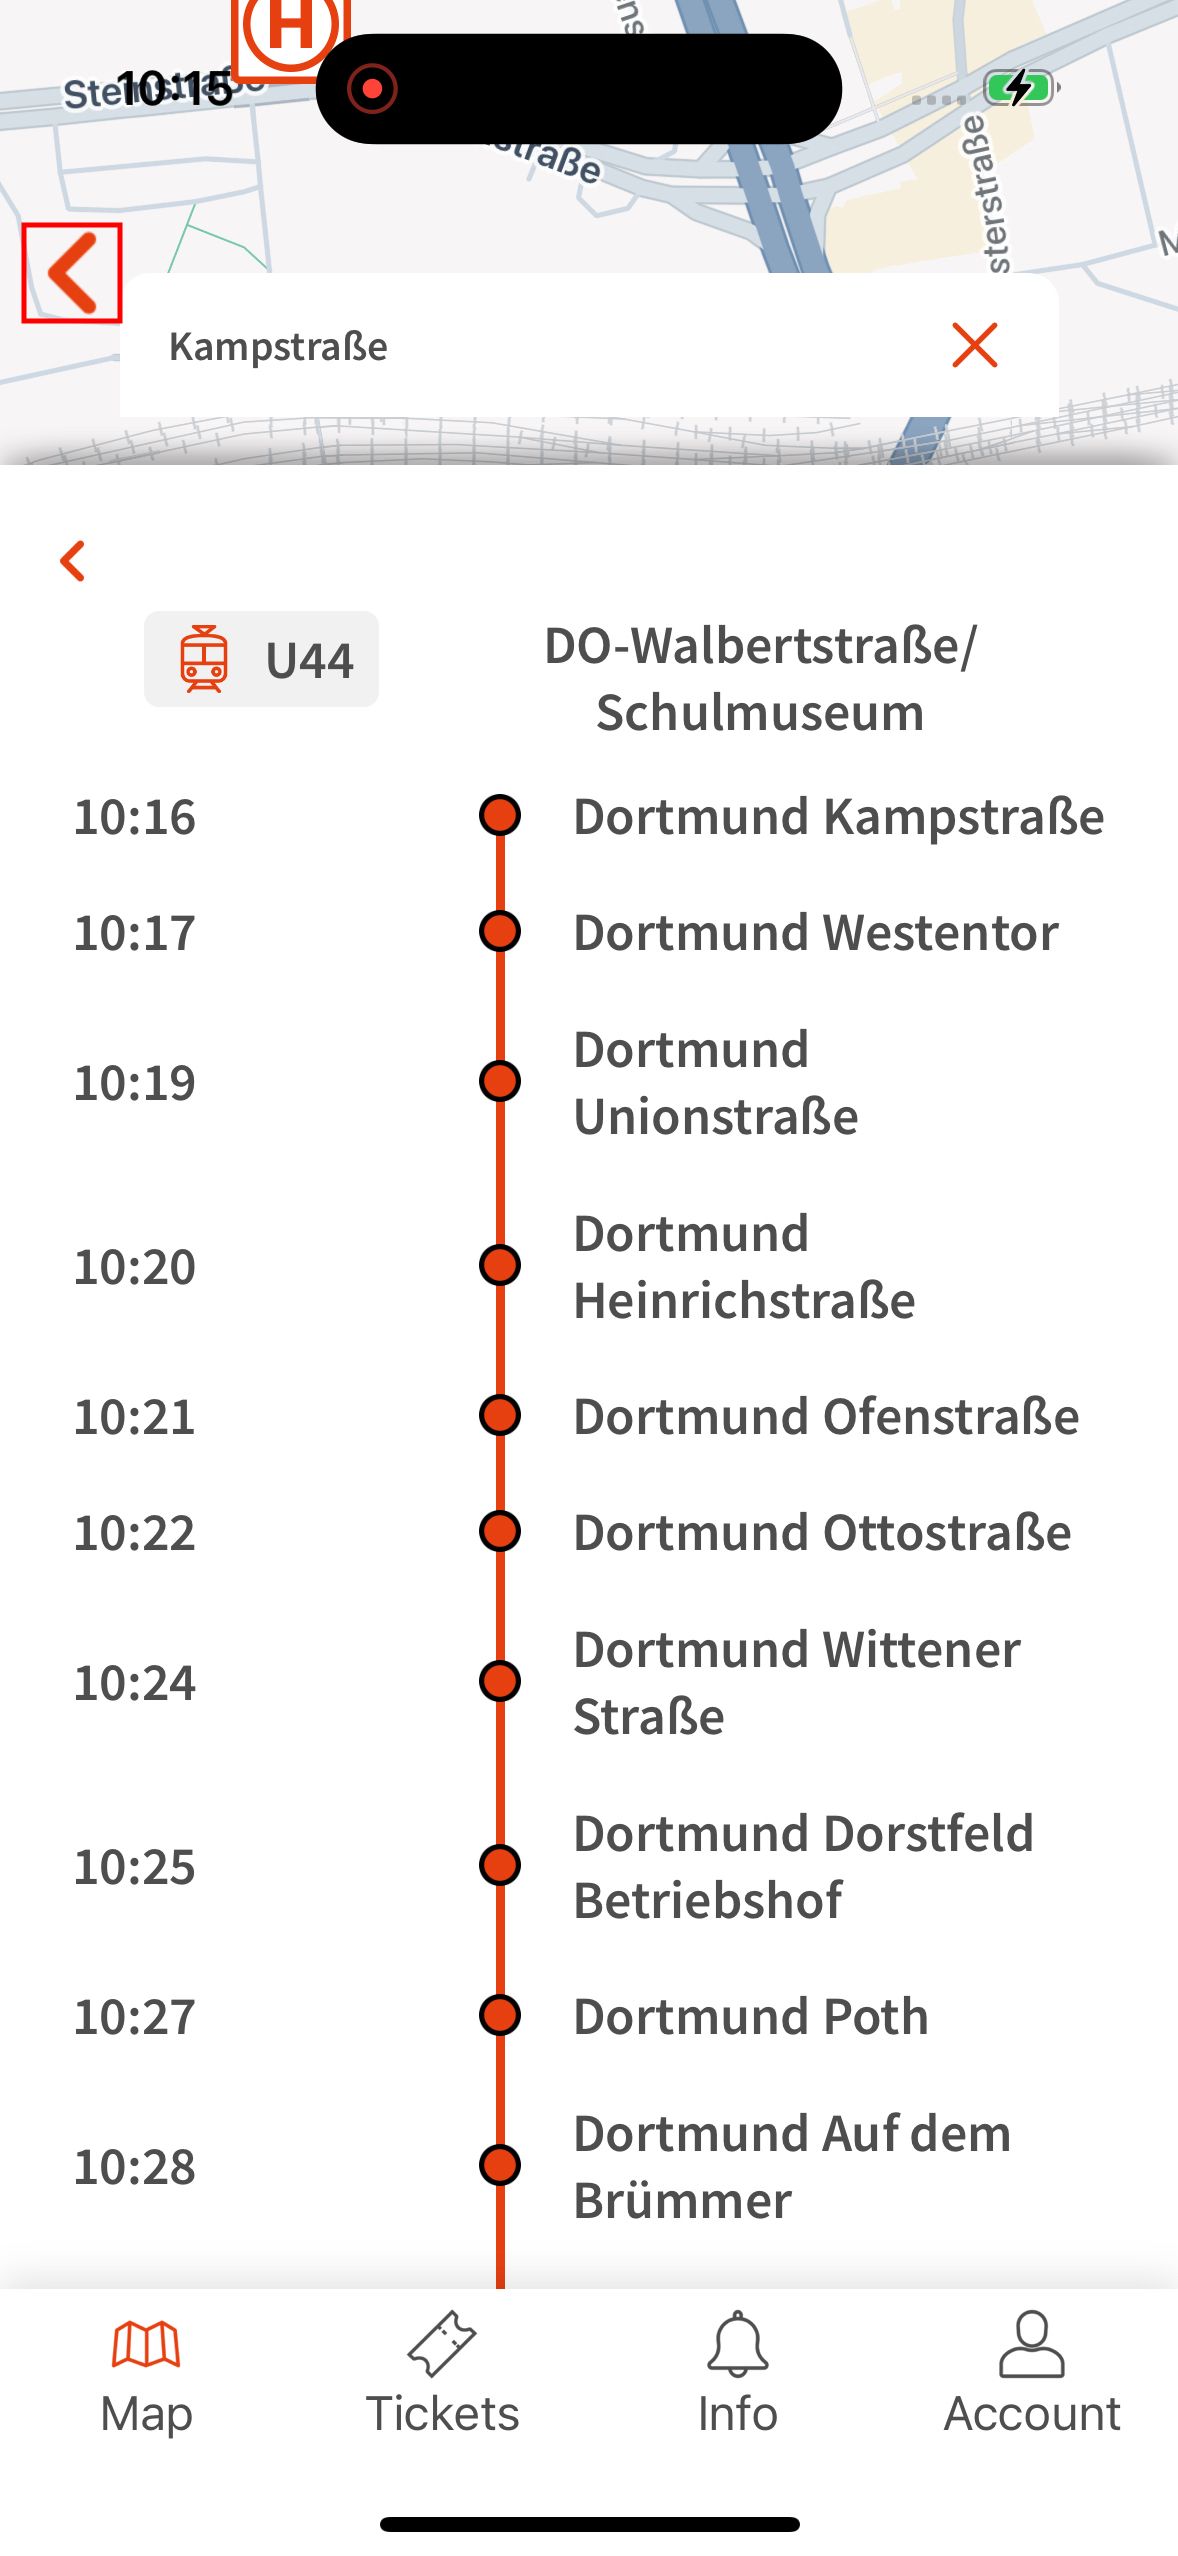 H
Steinstraße
10:15
Kampstraße
U44
DO-Walbertstraße/
Schulmuseum
10:16
Dortmund Kampstraße
10:17
Dortmund Westentor
10:19
Dortmund
Unionstraße
10:20
Dortmund
Heinrichstraße
10:21
Dortmund Ofenstraße
10:22
Dortmund Ottostraße
10:24
Dortmund Wittener
Straße
10:25
Dortmund Dorstfeld
Betriebshof
10:27
Dortmund Poth
10:28
Dortmund Auf dem
Brümmer
Map
Tickets
Info
Account